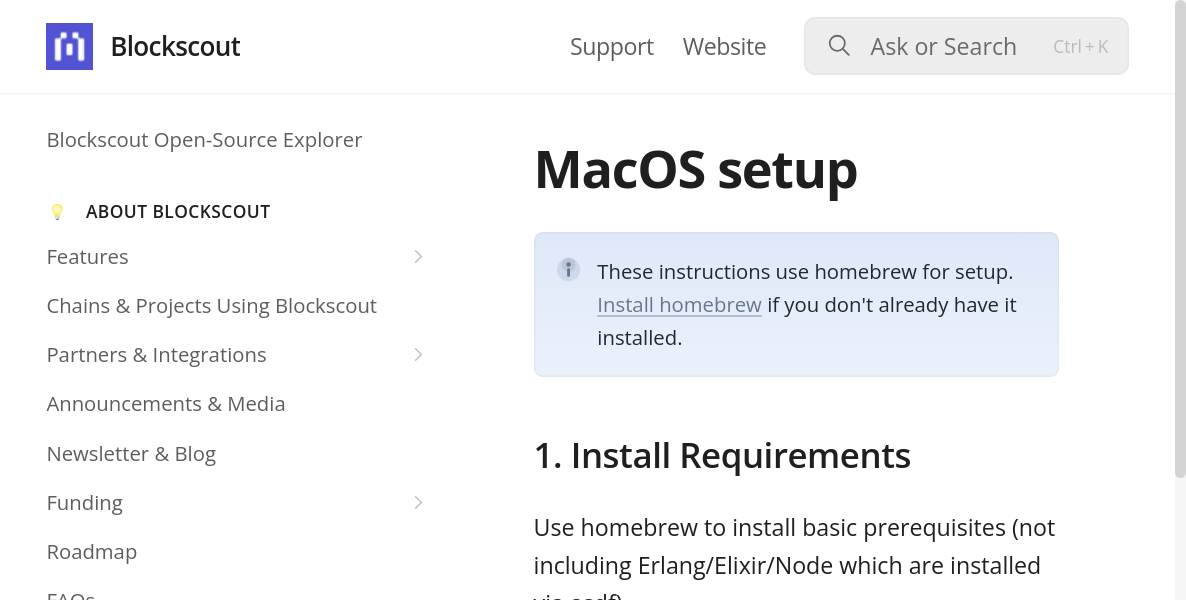 Blockscout
Support
Website
Ask or Search
Ctrl + K
Blockscout Open-Source Explorer
ABOUT BLOCKSCOUT
Features
Chains & Projects Using Blockscout
Partners & Integrations
Announcements & Media
Newsletter & Blog
Funding
Roadmap
FAQs
MacOS setup
These instructions use homebrew for setup.
Install homebrew if you don't already have it
installed.
1. Install Requirements
Use homebrew to install basic prerequisites (not
including Erlang/Elixir/Node which are installed
via asdf)